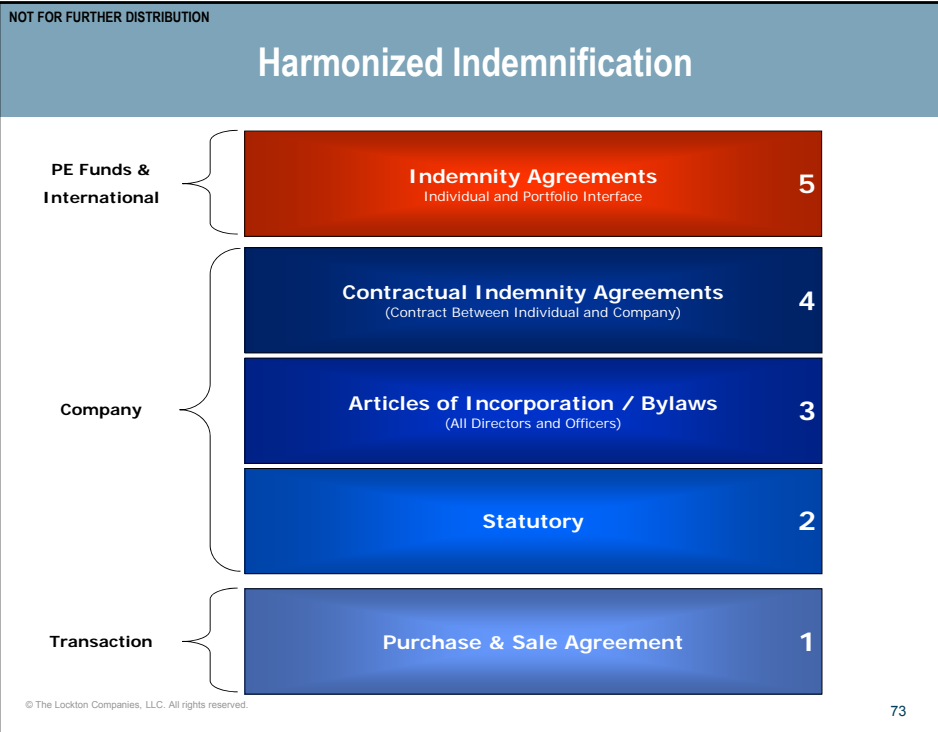 NOT FOR FURTHER DISTRIBUTION
Harmonized Indemnification
PE Funds &
International
Indemnity Agreements
Individual and Portfolio Interface
5
Company
Contractual Indemnity Agreements
(Contract Between Individual and Company)
4
Articles of Incorporation / Bylaws
(All Directors and Officers)
3
Statutory
2
Transaction
Purchase & Sale Agreement
1
© The Lockton Companies, LLC. All rights reserved.
73